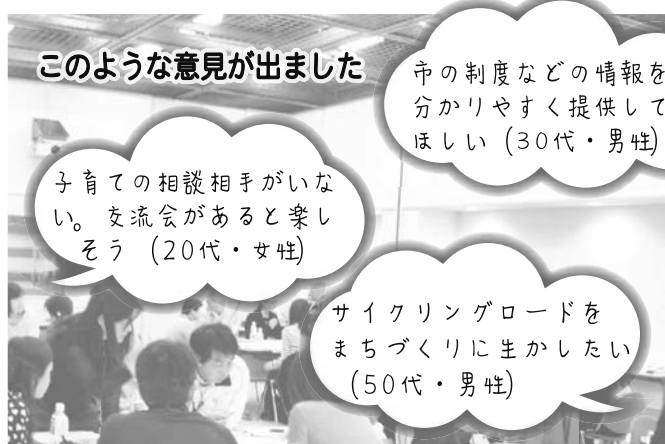 このような意見が出ました
市の制度などの情報を
分かりやすく提供して
ほしい（30代・男性）
子育ての相談相手がいな
い。交流会があると楽し
そう（20代・女性）
サイクリングロードを
まちづくりに生かしたい
（50代・男性）